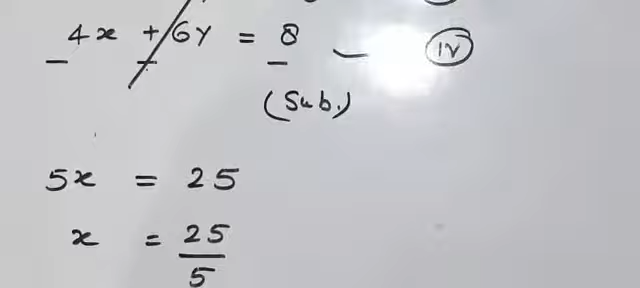 4x + 6y = 8 — (IV)
— — —
(Sub.)
5x = 25
x = 25/5